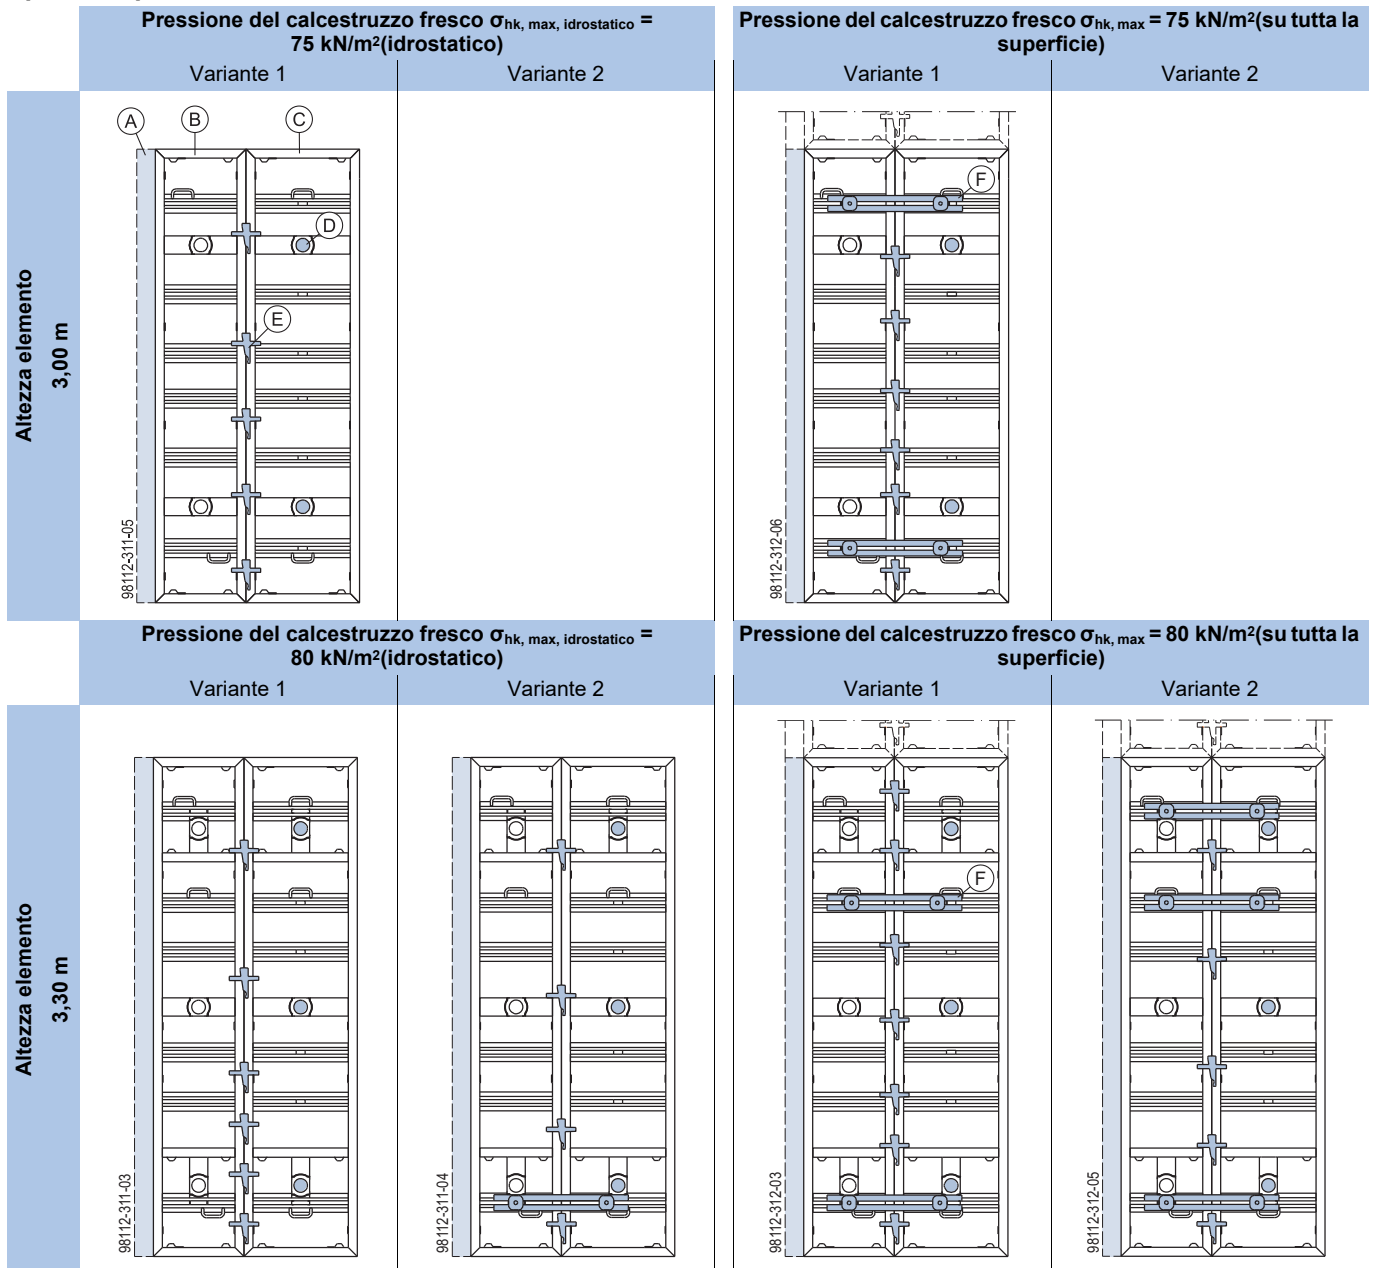 Pressione del calcestruzzo fresco σhk, max, idrostatico =
75 kN/m²(idrostatico)
Pressione del calcestruzzo fresco σhk, max = 75 kN/m²(su tutta la
superficie)
Variante 1
Variante 2
Variante 1
Variante 2
Altezza elemento
3,00 m
A
B
C
D
E
98112-311-05
F
98112-312-06
Pressione del calcestruzzo fresco σhk, max, idrostatico =
80 kN/m²(idrostatico)
Pressione del calcestruzzo fresco σhk, max = 80 kN/m²(su tutta la
superficie)
Variante 1
Variante 2
Variante 1
Variante 2
Altezza elemento
3,30 m
98112-311-03
98112-311-04
F
98112-312-03
98112-312-05